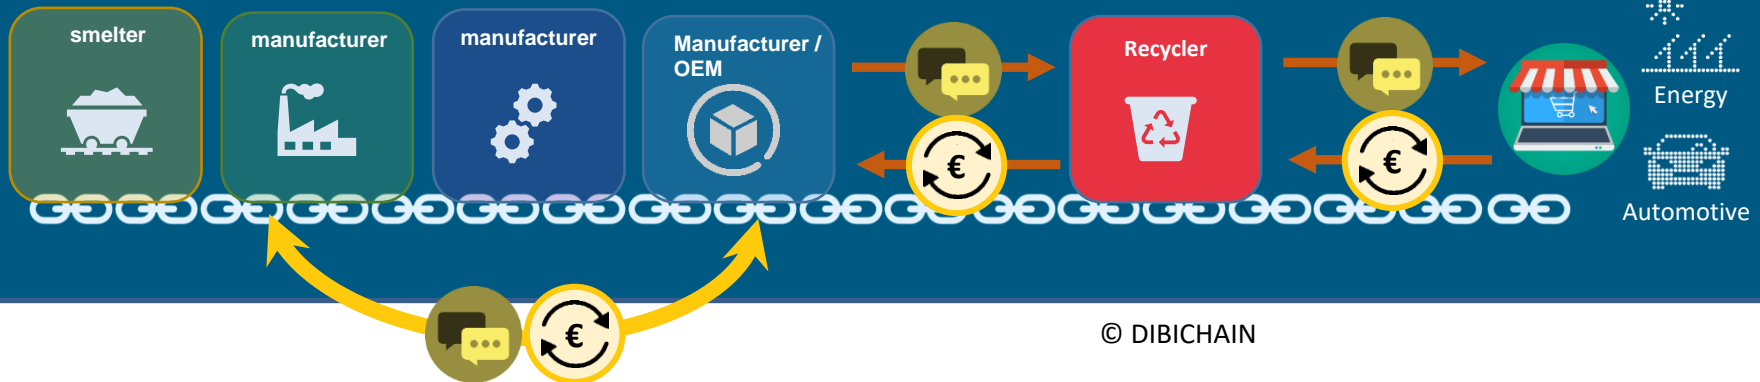 smelter
manufacturer
manufacturer
Manufacturer /
OEM
Recycler
Energy
Automotive
€
€
€
© DIBICHAIN